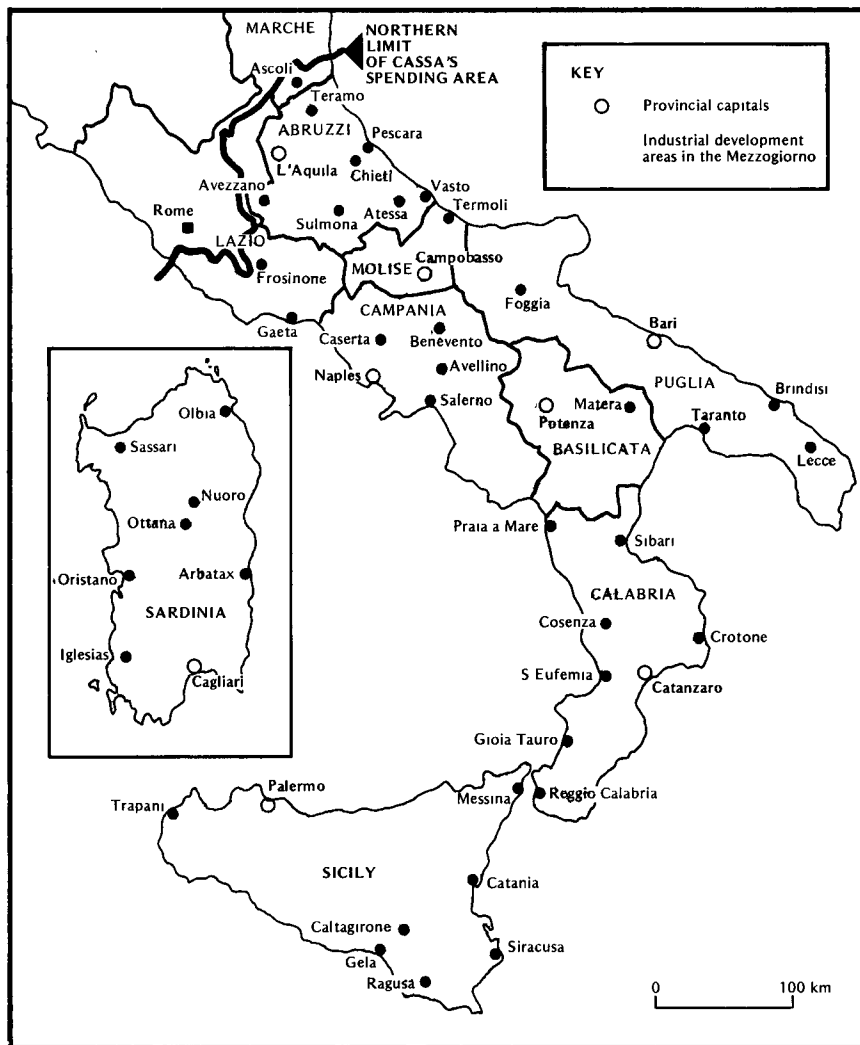 MARCHE
NORTHERN
LIMIT
OF CASSA'S
SPENDING AREA
KEY
Provincial capitals
Industrial development
areas in the Mezzogiorno
Ascoli
Teramo
ABRUZZI
Pescara
L'Aquila
Chieti
Avezzano
Vasto
Rome
Sulmona
Atessa
Termoli
LAZIO
Frosinone
MOLISE
Campobasso
Foggia
CAMPANIA
Gaeta
Caserta
Benevento
Bari
Naples
Avellino
PUGLIA
Salerno
Potenza
Matera
Brindisi
Taranto
BASILICATA
Lecce
Olbia
Sassari
Nuoro
Ottana
Oristano
Arbatax
SARDINIA
Iglesias
Cagliari
Praia a Mare
Sibari
CALABRIA
Cosenza
Crotone
S Eufemia
Catanzaro
Gioia Tauro
Palermo
Trapani
Messina
Reggio Calabria
SICILY
Catania
Caltagirone
Gela
Siracusa
Ragusa
0
100 km